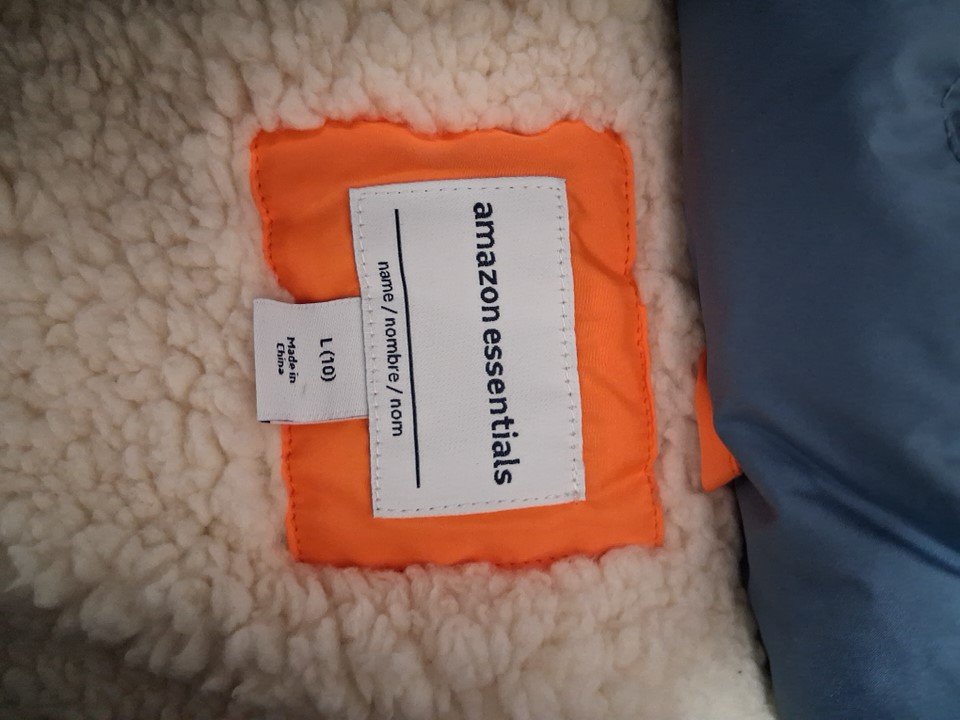 amazon essentials
name / nombre / nom
L (10)
Made in
China